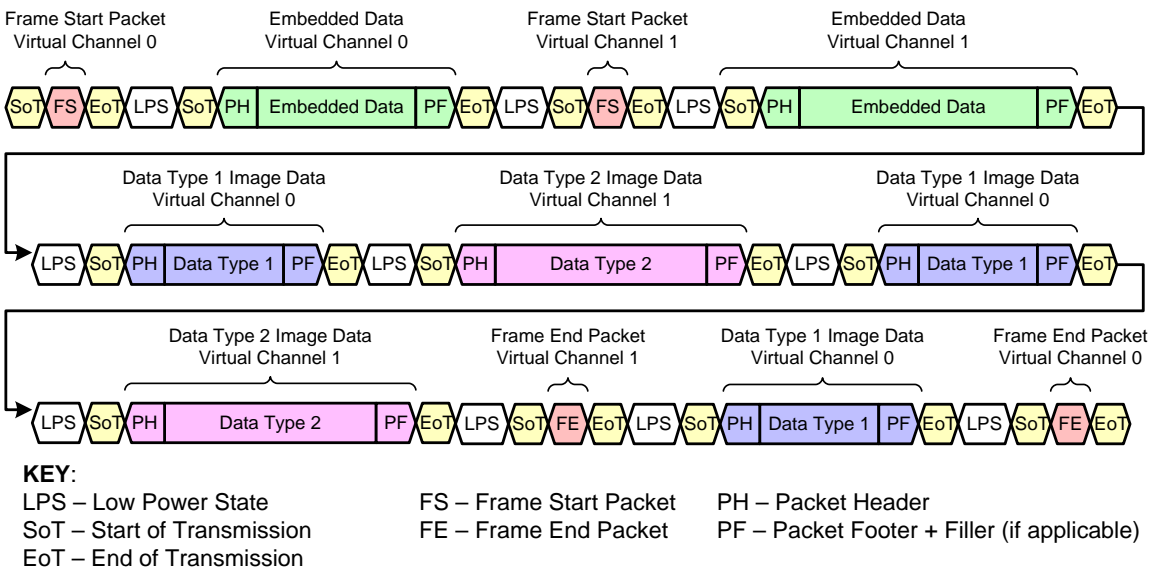 Frame Start Packet
Virtual Channel 0
Embedded Data
Virtual Channel 0
Frame Start Packet
Virtual Channel 1
Embedded Data
Virtual Channel 1
SoT FS EoT LPS SoT PH Embedded Data PF EoT LPS SoT FS EoT LPS SoT PH Embedded Data PF EoT
Data Type 1 Image Data
Virtual Channel 0
Data Type 2 Image Data
Virtual Channel 1
Data Type 1 Image Data
Virtual Channel 0
LPS SoT PH Data Type 1 PF EoT LPS SoT PH Data Type 2 PF EoT LPS SoT PH Data Type 1 PF EoT
Data Type 2 Image Data
Virtual Channel 1
Frame End Packet
Virtual Channel 1
Data Type 1 Image Data
Virtual Channel 0
Frame End Packet
Virtual Channel 0
LPS SoT PH Data Type 2 PF EoT LPS SoT FE EoT LPS SoT PH Data Type 1 PF EoT LPS SoT FE EoT
KEY:
LPS – Low Power State FS – Frame Start Packet PH – Packet Header
SoT – Start of Transmission FE – Frame End Packet PF – Packet Footer + Filler (if applicable)
EoT – End of Transmission